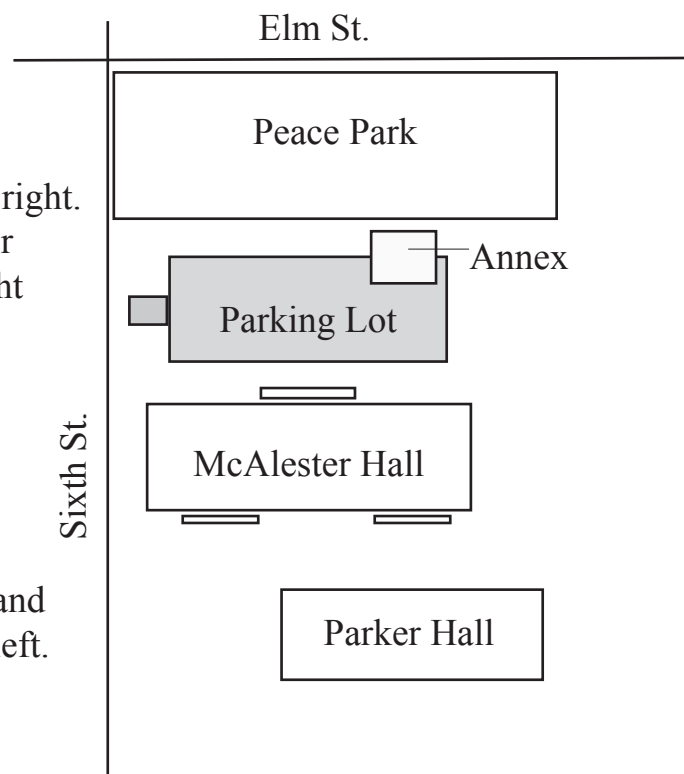 Elm St.
Peace Park
right.
r
ht
Annex
Parking Lot
McAlester Hall
Sixth St.
and
eft.
Parker Hall